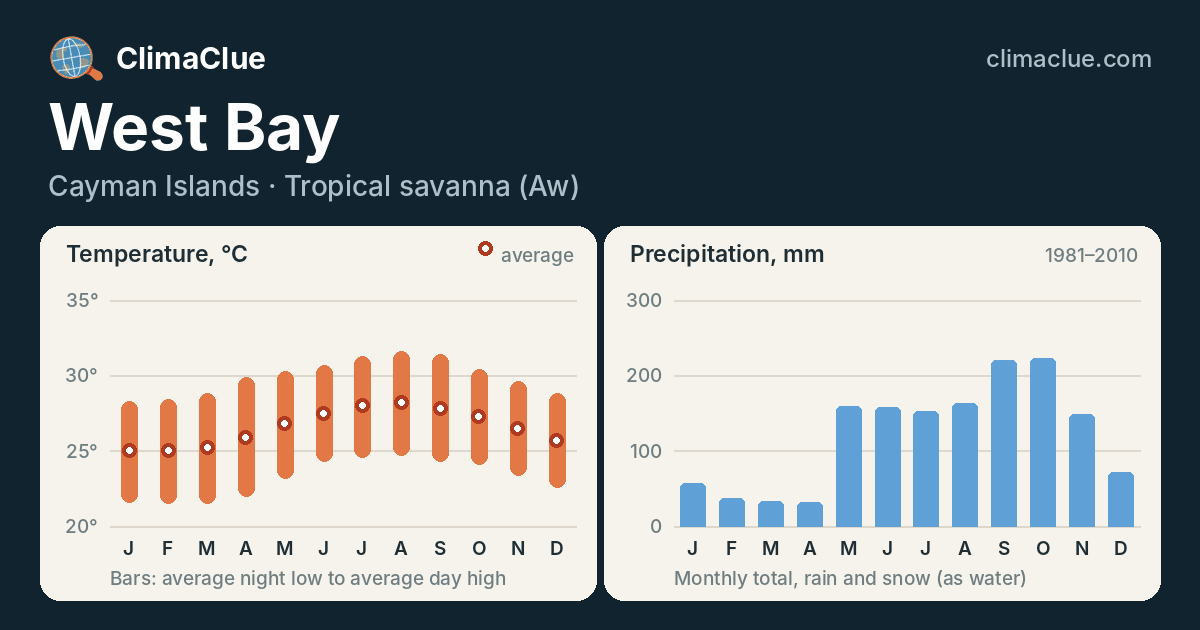 ClimaClue
climaclue.com
West Bay
Cayman Islands · Tropical savanna (Aw)
Temperature, °C
average
35°
30°
25°
20°
J F M A M J J A S O N D
Bars: average night low to average day high
Precipitation, mm
1981–2010
300
200
100
0
J F M A M J J A S O N D
Monthly total, rain and snow (as water)